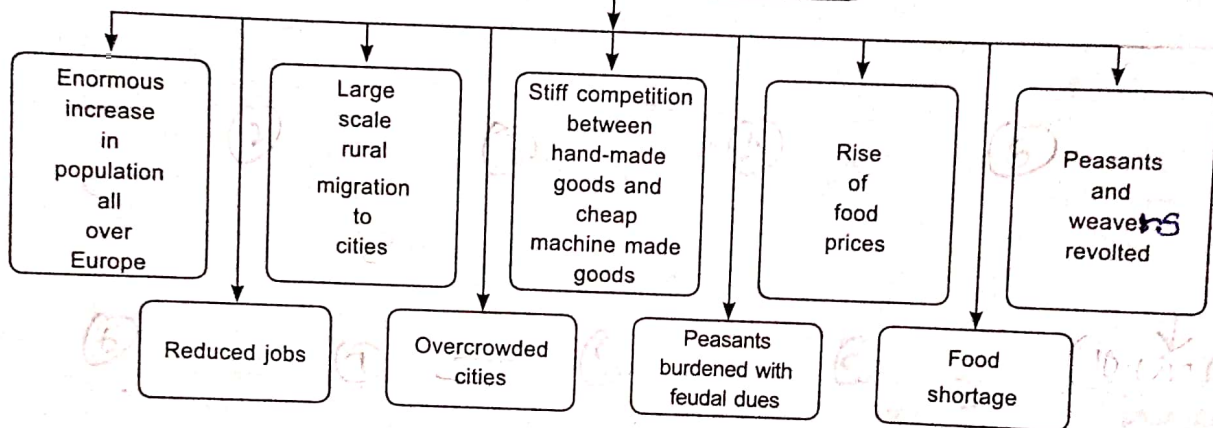 Enormous
increase
in
population
all
over
Europe
Reduced jobs
Large
scale
rural
migration
to
cities
Overcrowded
cities
Stiff competition
between
hand-made
goods and
cheap
machine made
goods
Peasants
burdened with
feudal dues
Rise
of
food
prices
Food
shortage
Peasants
and
weavers
revolted